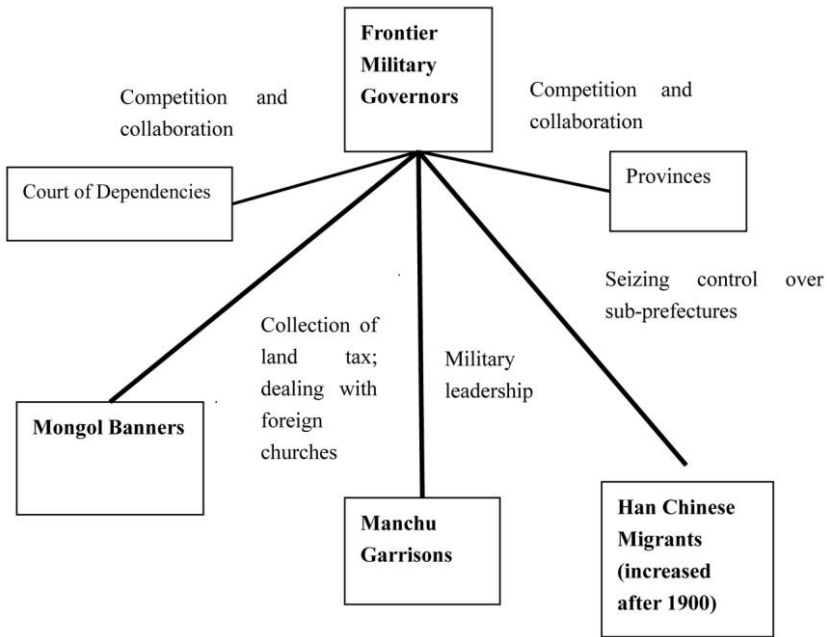 Frontier
Military
Governors
Competition and
collaboration
Competition and
collaboration
Court of Dependencies
Provinces
Seizing control over
sub-prefectures
Collection of
land tax;
dealing with
foreign
churches
Military
leadership
Mongol Banners
Manchu
Garrisons
Han Chinese
Migrants
(increased
after 1900)